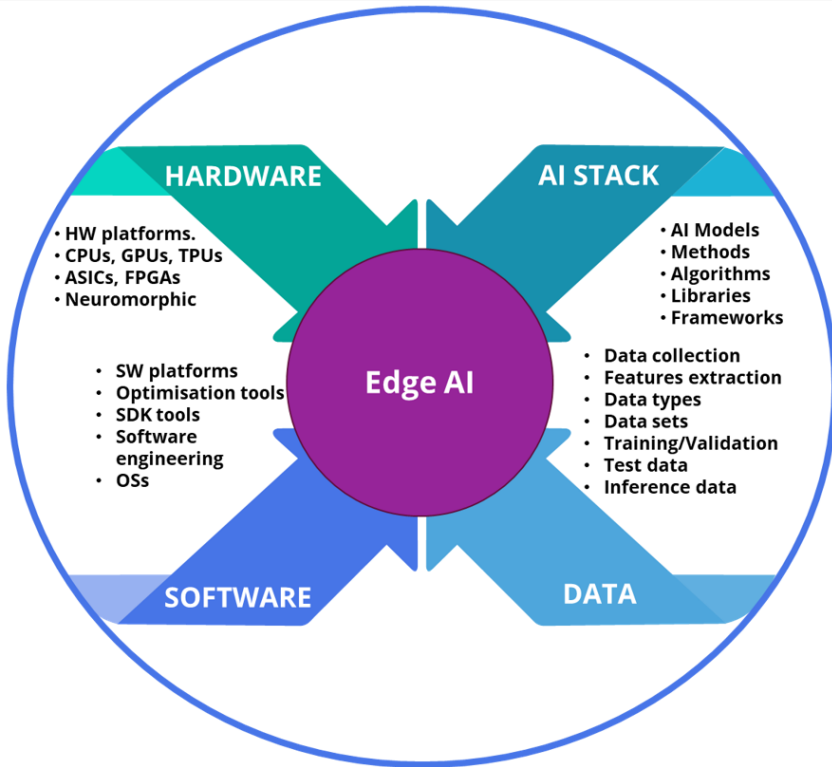 HARDWARE
• HW platforms.
• CPUs, GPUs, TPUs
• ASICs, FPGAs
• Neuromorphic
AI STACK
• AI Models
• Methods
• Algorithms
• Libraries
• Frameworks
Edge AI
• SW platforms
• Optimisation tools
• SDK tools
• Software
engineering
• OSs
SOFTWARE
• Data collection
• Features extraction
• Data types
• Data sets
• Training/Validation
• Test data
• Inference data
DATA